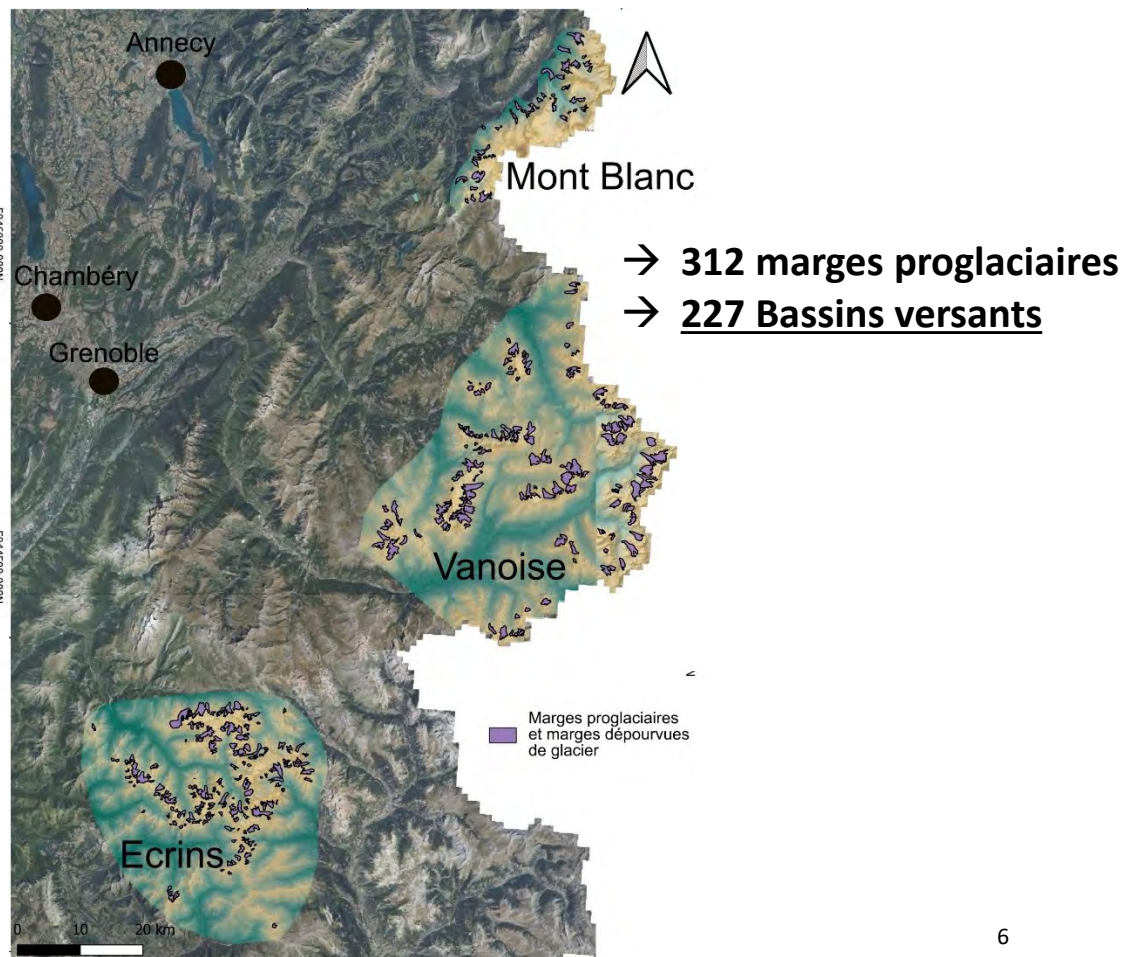 Annecy
Mont Blanc
→ 312 marges proglaciaires
Chambéry
→ 227 Bassins versants
Grenoble
Vanoise
Marges proglaciaires
et marges dépourvues
de glacier
Ecrins
0 10 20 km
6